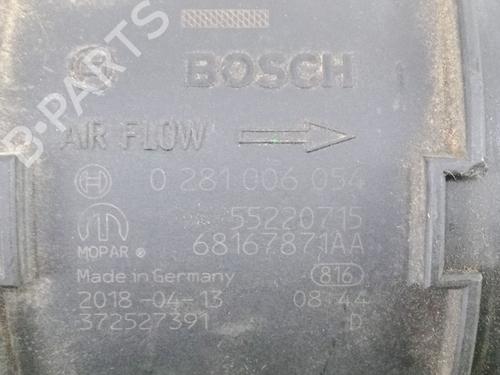 BOSCH
AIR FLOW
0 281 006 054
55220715
MOPAR ® 68167871AA
Made in Germany 816
2018-04-13 08:44
372527391 D
B-PARTS